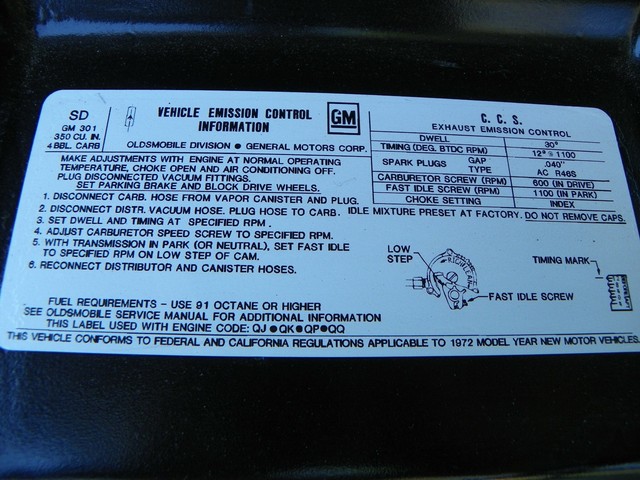 SD
GM 301
350 CU. IN.
4 BBL. CARB
VEHICLE EMISSION CONTROL
INFORMATION
GM
OLDSMOBILE DIVISION ● GENERAL MOTORS CORP.
MAKE ADJUSTMENTS WITH ENGINE AT NORMAL OPERATING
TEMPERATURE, CHOKE OPEN AND AIR CONDITIONING OFF.
PLUG DISCONNECTED VACUUM FITTINGS.
SET PARKING BRAKE AND BLOCK DRIVE WHEELS.
C. C. S.
EXHAUST EMISSION CONTROL
DWELL 30°
TIMING (DEG. BTDC RPM) 12° @ 1100
SPARK PLUGS GAP .040"
TYPE AC R46S
CARBURETOR SCREW (RPM) 600 (IN DRIVE)
FAST IDLE SCREW (RPM) 1100 (IN PARK)
CHOKE SETTING INDEX
1. DISCONNECT CARB. HOSE FROM VAPOR CANISTER AND PLUG.
2. DISCONNECT DISTR. VACUUM HOSE. PLUG HOSE TO CARB. IDLE MIXTURE PRESET AT FACTORY. DO NOT REMOVE CAPS.
3. SET DWELL AND TIMING AT SPECIFIED RPM.
4. ADJUST CARBURETOR SPEED SCREW TO SPECIFIED RPM.
5. WITH TRANSMISSION IN PARK (OR NEUTRAL), SET FAST IDLE
TO SPECIFIED RPM ON LOW STEP OF CAM.
6. RECONNECT DISTRIBUTOR AND CANISTER HOSES.
LOW
STEP
FAST IDLE SCREW
TIMING MARK
FUEL REQUIREMENTS - USE 91 OCTANE OR HIGHER
SEE OLDSMOBILE SERVICE MANUAL FOR ADDITIONAL INFORMATION
THIS LABEL USED WITH ENGINE CODE: QJ ● QK ● QP ● QQ
THIS VEHICLE CONFORMS TO FEDERAL AND CALIFORNIA REGULATIONS APPLICABLE TO 1972 MODEL YEAR NEW MOTOR VEHICLES.